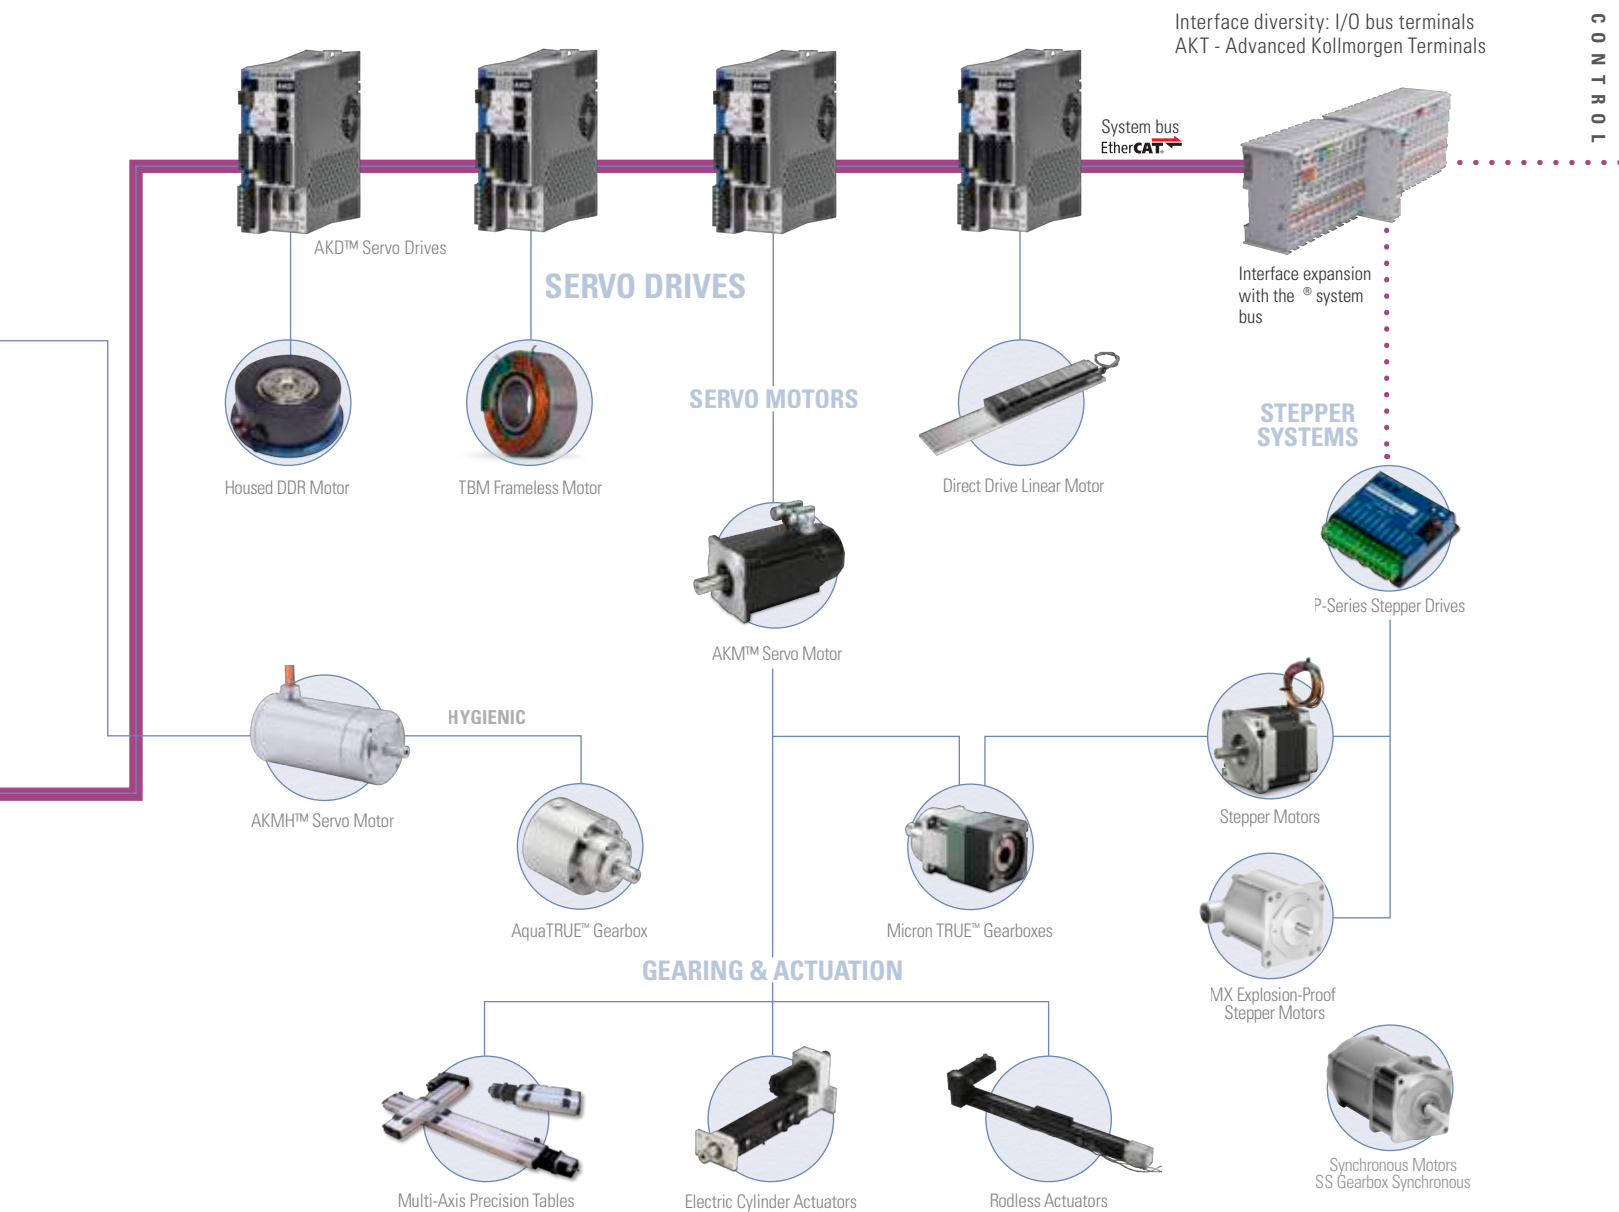 Interface diversity: I/O bus terminals
AKT - Advanced Kollmorgen Terminals
CONTROL
System bus
EtherCAT®
AKD™ Servo Drives
SERVO DRIVES
Interface expansion
with the ® system
bus
SERVO MOTORS
STEPPER
SYSTEMS
Housed DDR Motor
TBM Frameless Motor
Direct Drive Linear Motor
P-Series Stepper Drives
AKM™ Servo Motor
HYGIENIC
AKMH™ Servo Motor
Stepper Motors
AquaTRUE™ Gearbox
Micron TRUE™ Gearboxes
GEARING & ACTUATION
MX Explosion-Proof
Stepper Motors
Synchronous Motors
SS Gearbox Synchronous
Multi-Axis Precision Tables
Electric Cylinder Actuators
Rodless Actuators